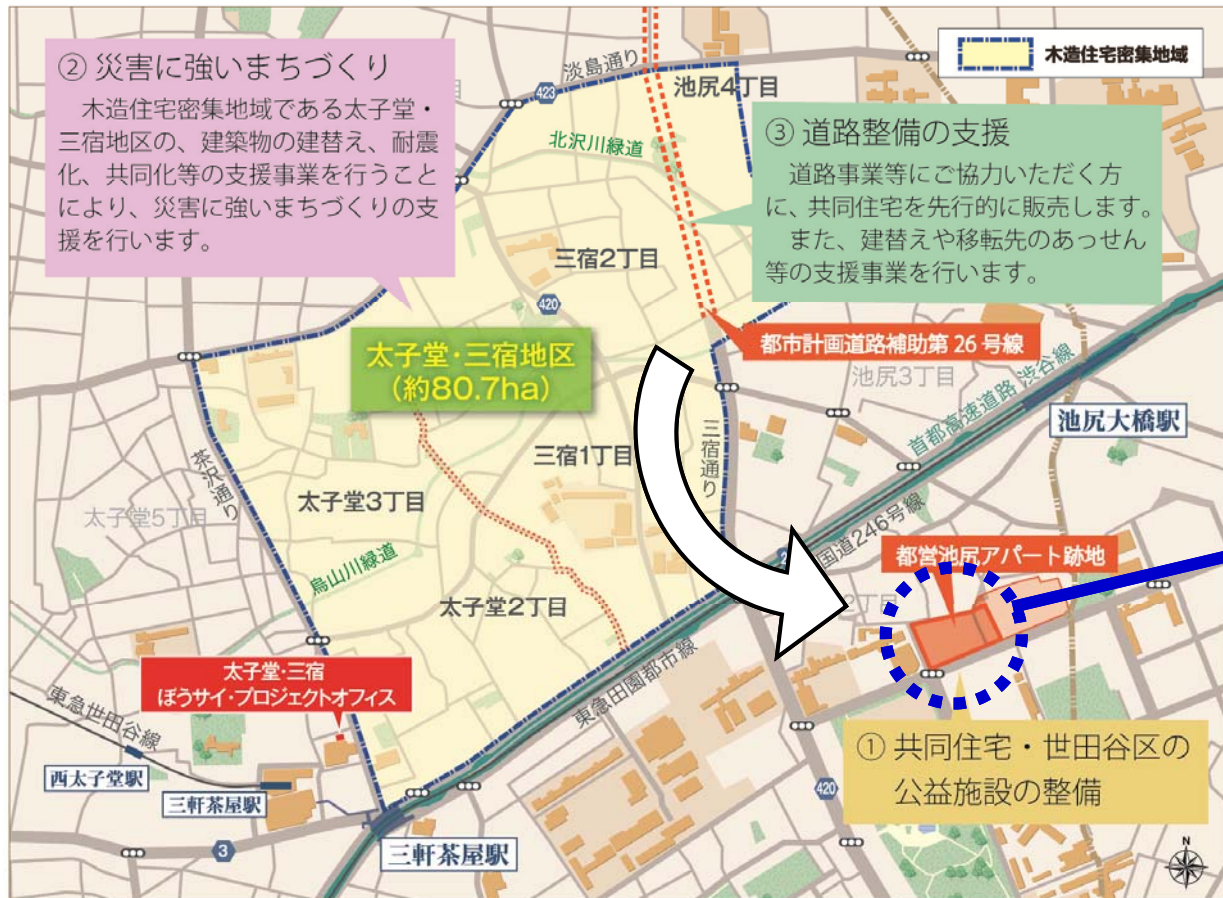 ② 災害に強いまちづくり
木造住宅密集地域である太子堂・
三宿地区の、建築物の建替え、耐震
化、共同化等の支援事業を行うこと
により、災害に強いまちづくりの支
援を行います。
木造住宅密集地域
淡島通り
423
池尻4丁目
北沢川緑道
③ 道路整備の支援
道路事業等にご協力いただく方
に、共同住宅を先行的に販売します。
また、建替えや移転先のあっせん
等の支援事業を行います。
三宿2丁目
420
都市計画道路補助第26号線
太子堂・三宿地区
(約80.7ha)
池尻3丁目
首都高速道路 渋谷線
池尻大橋駅
三宿通り
三宿1丁目
茶沢通り
太子堂5丁目
太子堂3丁目
烏山川緑道
太子堂2丁目
国道246号線
都営池尻アパート跡地
2丁目
太子堂・三宿
ぼうサイ・プロジェクトオフィス
東急世田谷線
東急田園都市線
西太子堂駅
三軒茶屋駅
3
三軒茶屋駅
420
① 共同住宅・世田谷区の
公益施設の整備
N